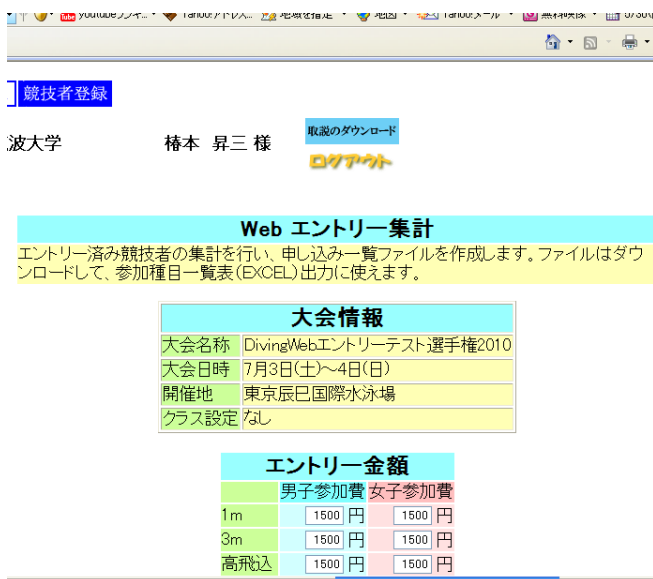 競技者登録
波大学 椿本 昇三 様
取説のダウンロード
ログアウト
Web エントリー集計
エントリー済み競技者の集計を行い、申し込み一覧ファイルを作成します。ファイルはダウ
ンロードして、参加種目一覧表(EXCEL)出力に使えます。
大会情報
大会名称 DivingWebエントリーテスト選手権2010
大会日時 7月3日(土)～4日(日)
開催地 東京辰巳国際水泳場
クラス設定 なし
エントリー金額
男子参加費 女子参加費
1m 1500 円 1500 円
3m 1500 円 1500 円
高飛込 1500 円 1500 円